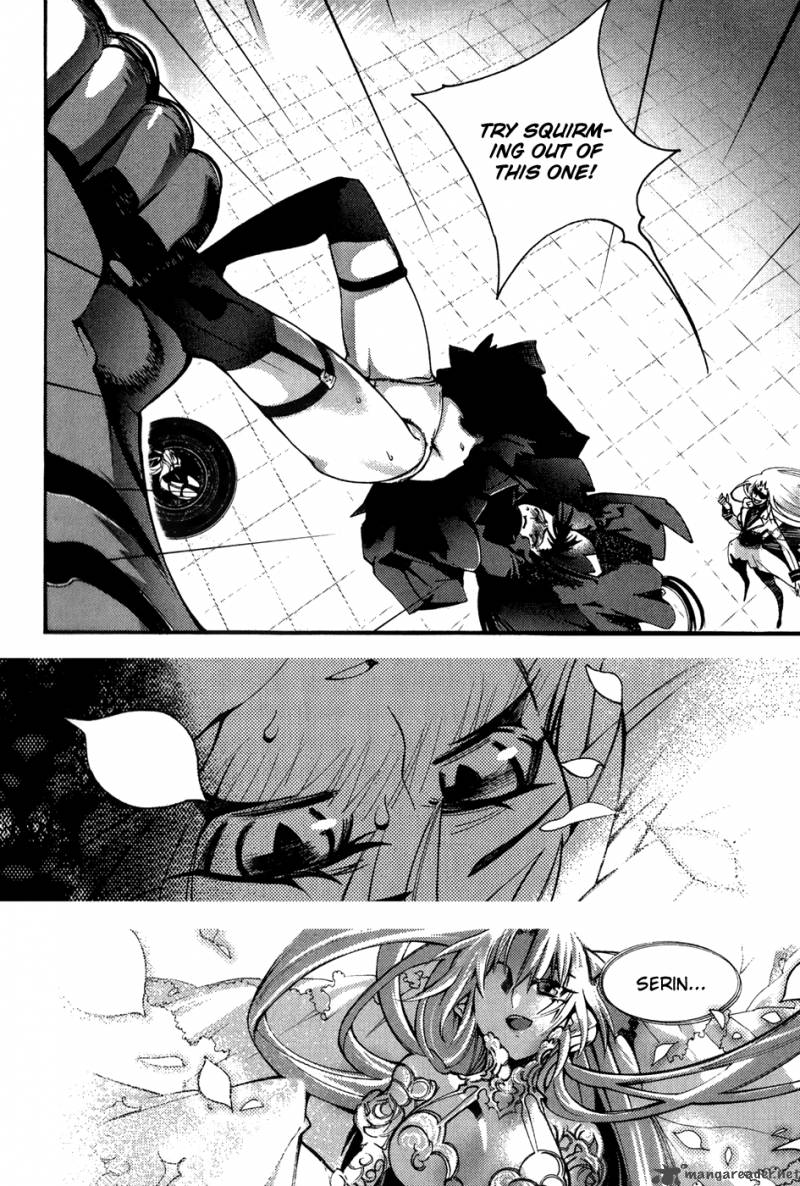 TRY SQUIRM-
ING OUT OF
THIS ONE!
SERIN...
mangareader.net